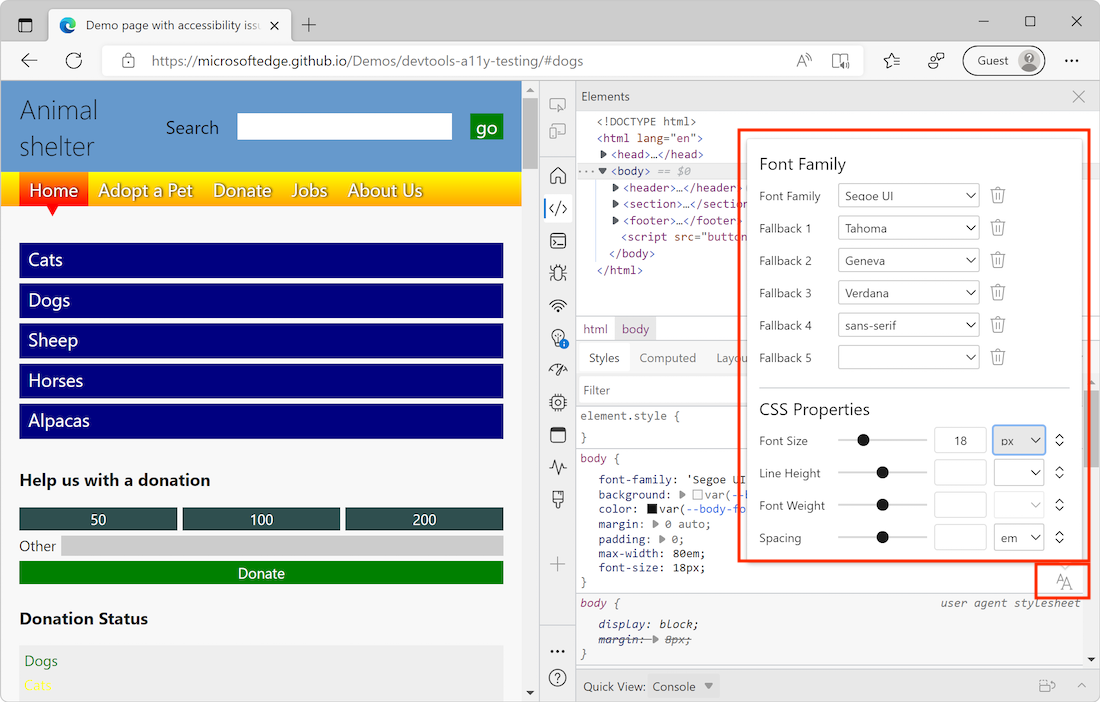 Demo page with accessibility iss
https://microsoftedge.github.io/Demos/devtools-a11y-testing/#dogs
Guest
Animal
shelter
Search
go
Home
Adopt a Pet
Donate
Jobs
About Us
Cats
Dogs
Sheep
Horses
Alpacas
Help us with a donation
50
100
200
Other
Donate
Donation Status
Dogs
Cats
Elements
<!DOCTYPE html>
<html lang="en">
<head>…</head>
<body> == $0
<header>…</header
<section>…</section
<footer>…</footer>
<script src="button
</body>
</html>
html body
Styles Computed Layou
Filter
element.style {
}
body {
font-family: 'Segoe UI
background: var(--b
color: var(--body-fo
margin: 0 auto;
padding: 0;
max-width: 80em;
font-size: 18px;
}
body { user agent stylesheet
display: block;
margin: 8px;
}
Quick View: Console
Font Family
Font Family Segoe UI
Fallback 1 Tahoma
Fallback 2 Geneva
Fallback 3 Verdana
Fallback 4 sans-serif
Fallback 5
CSS Properties
Font Size 18 px
Line Height
Font Weight
Spacing em
AA